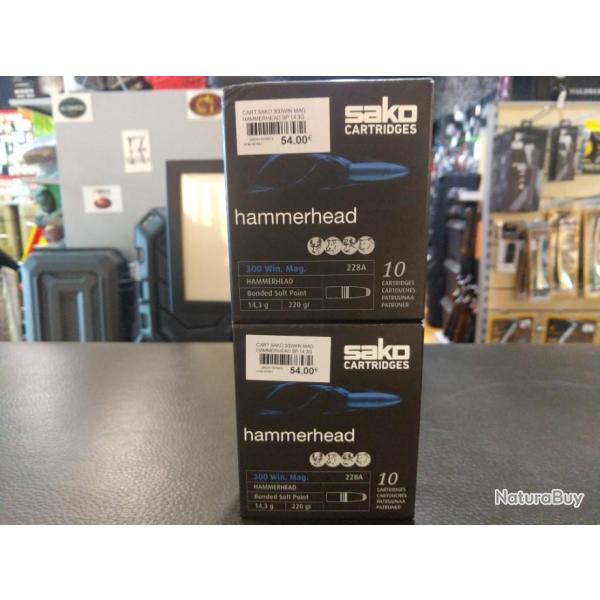 CART SAKO 300WIN MAG
HAMMERHEAD SP 14.3G
54.00€
sako
CARTRIDGES
hammerhead
300 Win. Mag. 228A
HAMMERHEAD
Bonded Soft Point
14,3 g 220 gr
10
CARTRIDGES
CARTOUCHES
PATRUUNAA
PATRONER
CART SAKO 300WIN MAG
HAMMERHEAD SP 14.3G
54.00€
sako
CARTRIDGES
hammerhead
300 Win. Mag. 228A
HAMMERHEAD
Bonded Soft Point
14,3 g 220 gr
10
CARTRIDGES
CARTOUCHES
PATRUUNAA
PATRONER
NaturaBuy